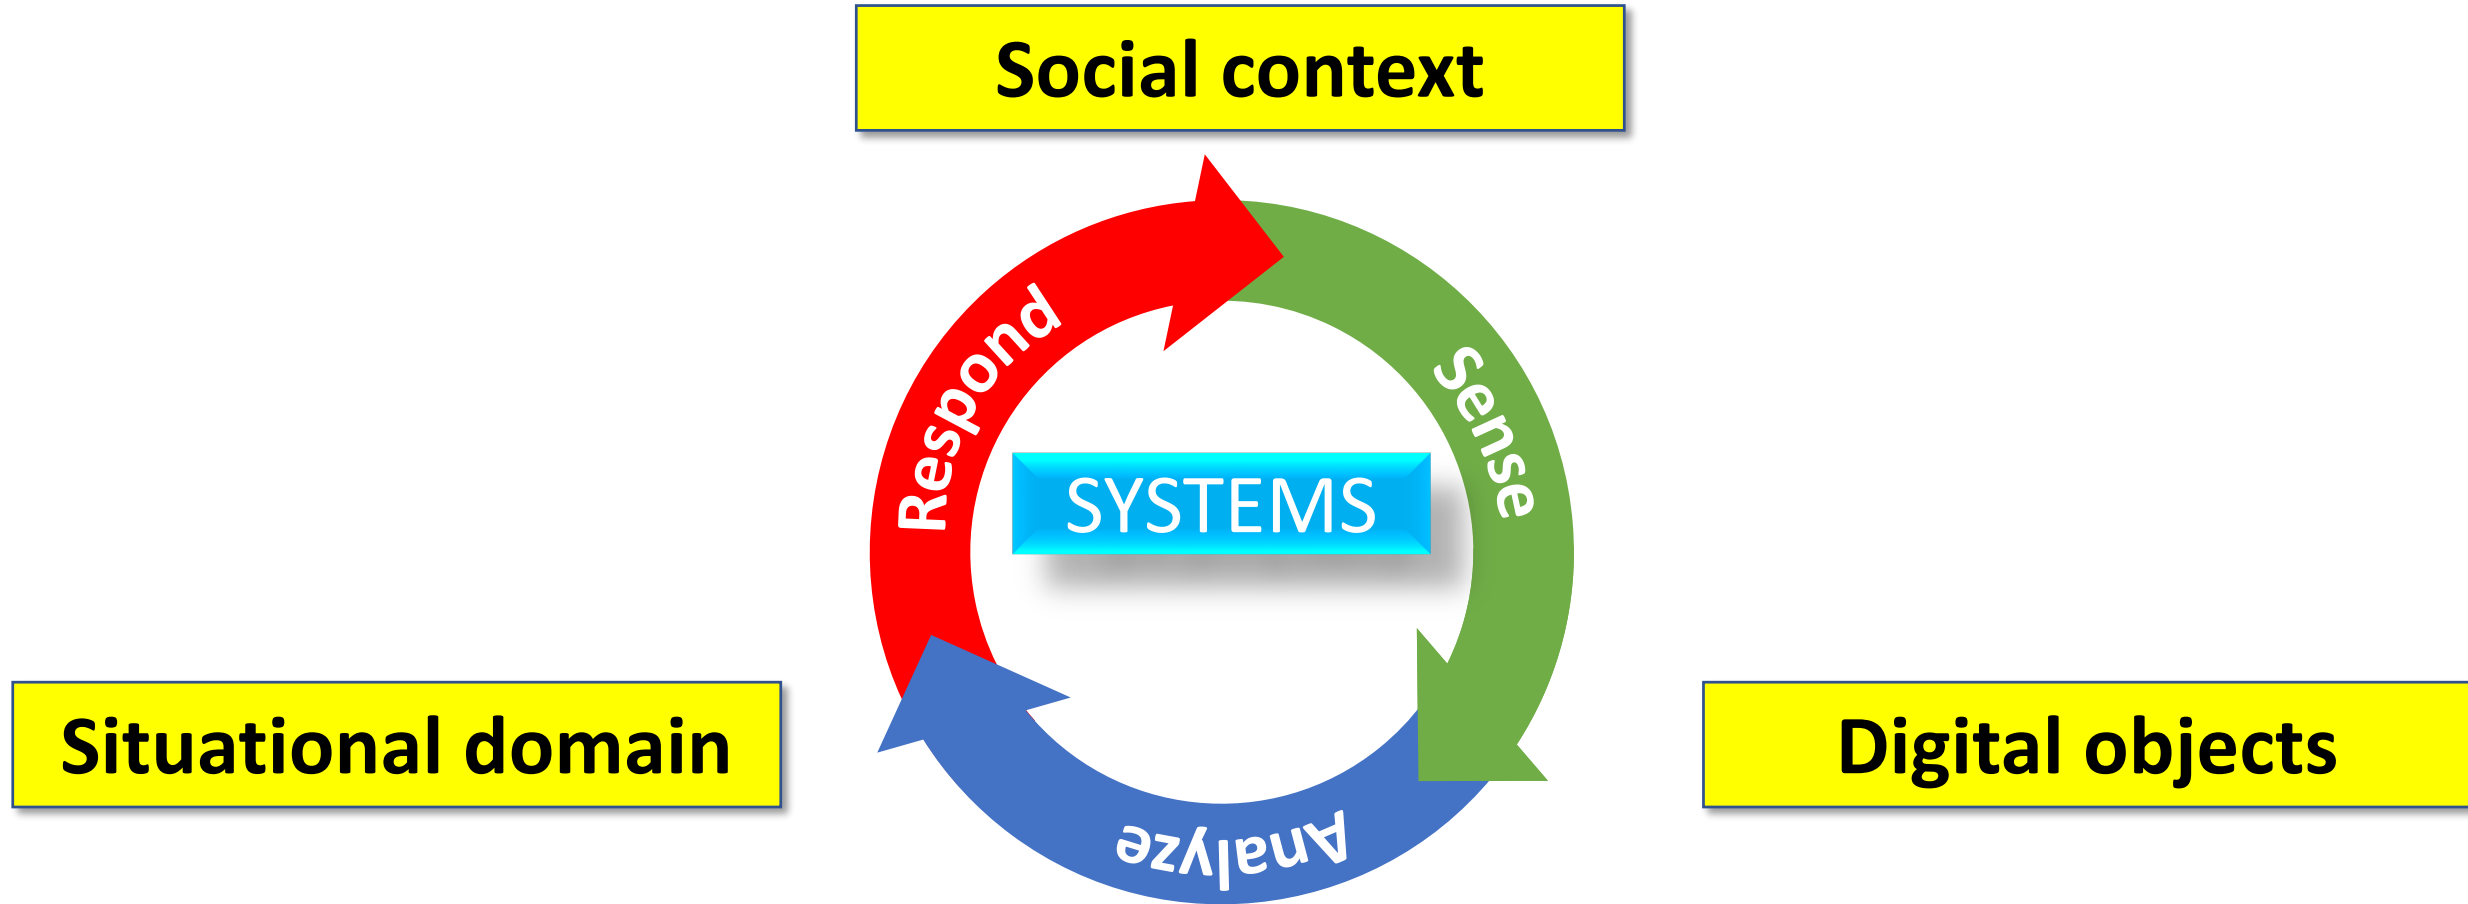 Social context
Respond
Sense
SYSTEMS
Situational domain
Digital objects
Analyze